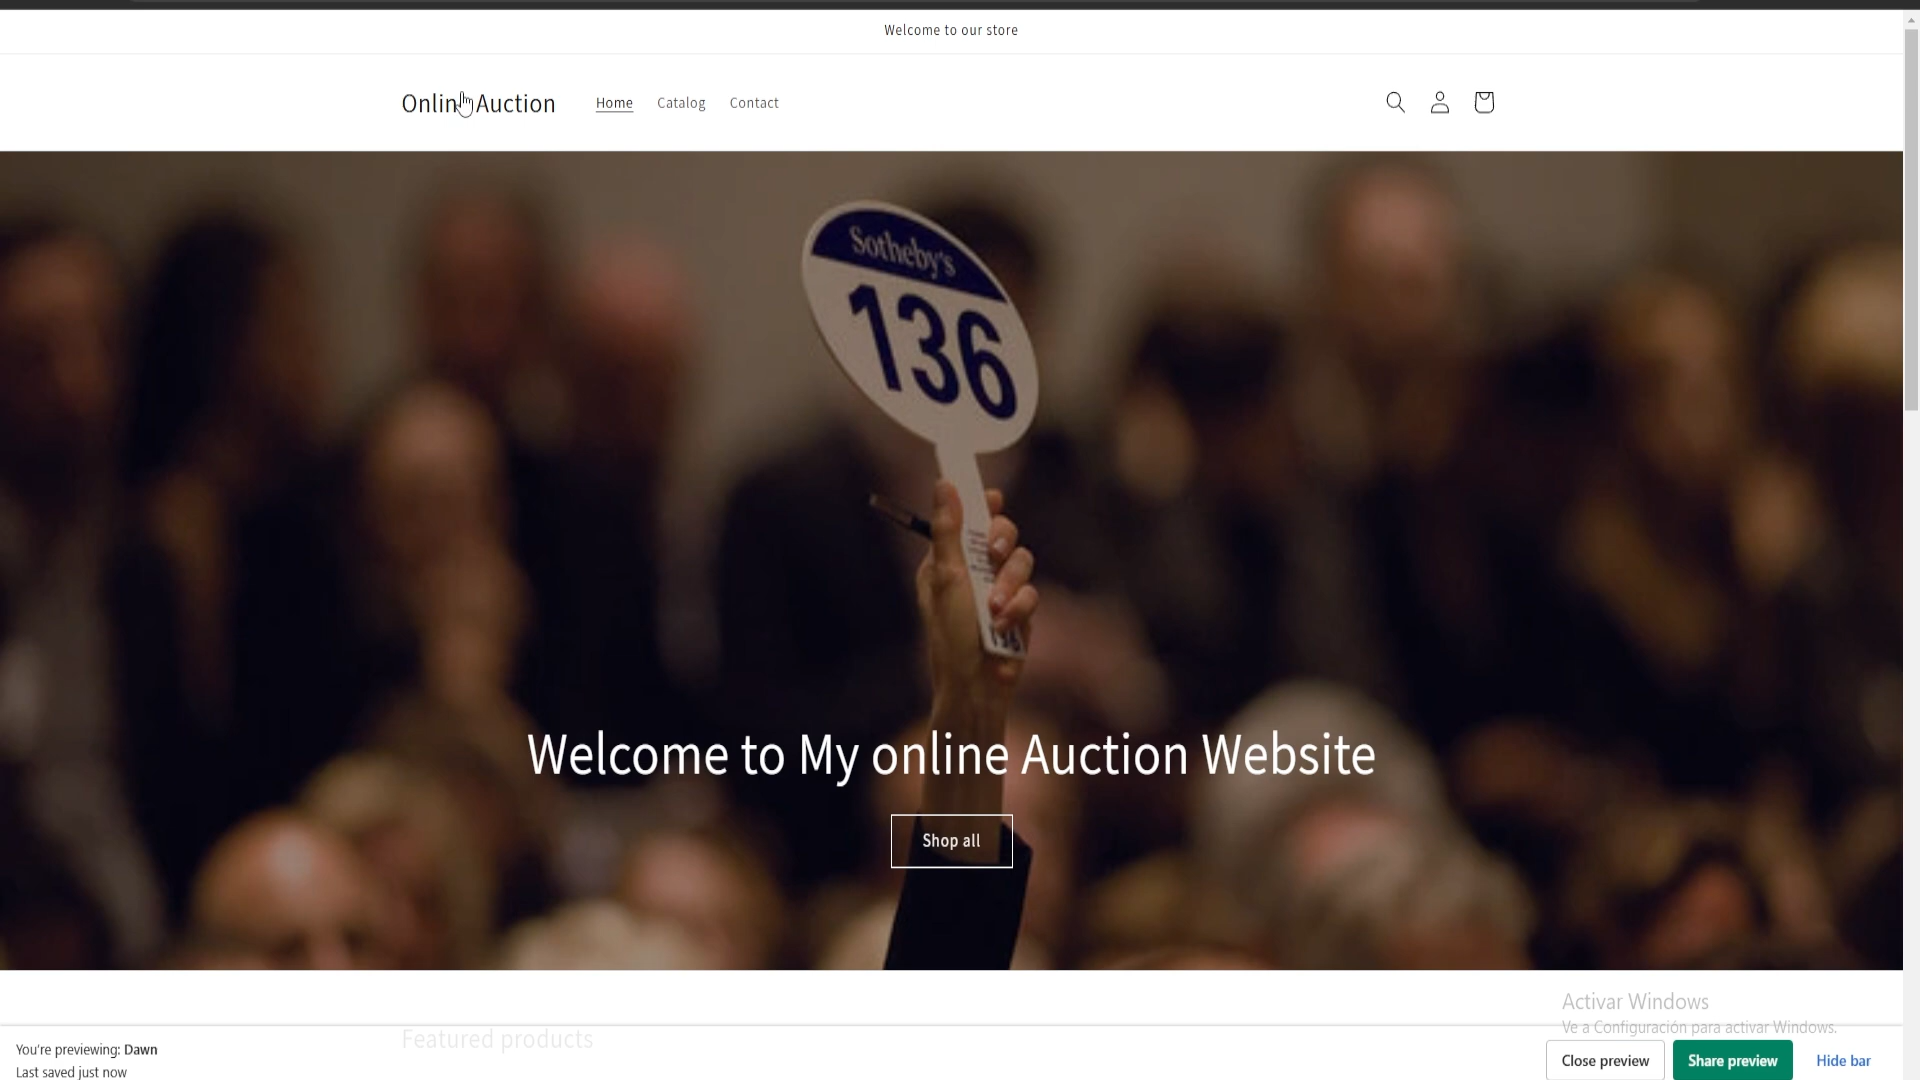 Welcome to our store
Online Auction
Home
Catalog
Contact
Sotheby's
136
136
Welcome to My online Auction Website
Shop all
Featured products
Activar Windows
Ve a Configuración para activar Windows.
You're previewing: Dawn
Last saved just now
Close preview
Share preview
Hide bar